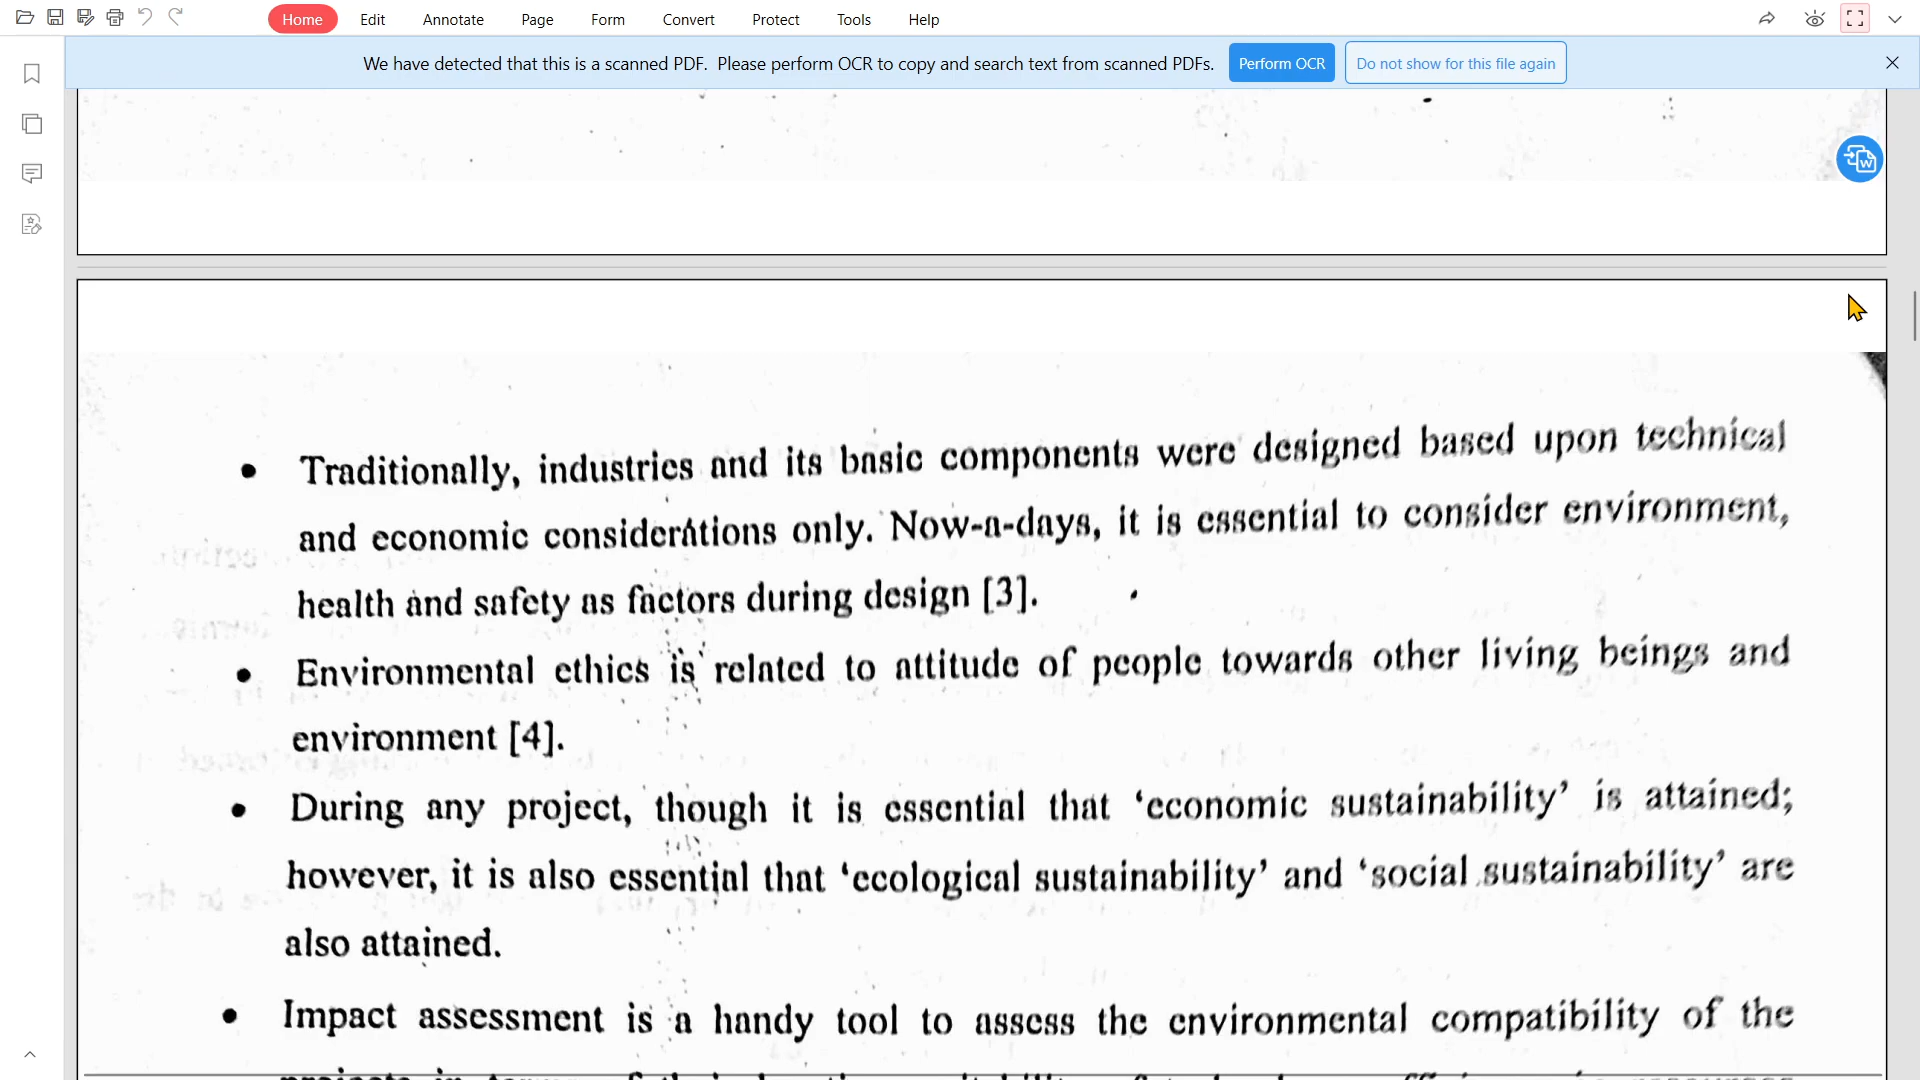 Home Edit Annotate Page Form Convert Protect Tools Help
We have detected that this is a scanned PDF. Please perform OCR to copy and search text from scanned PDFs. Perform OCR Do not show for this file again
• Traditionally, industries and its basic components were designed based upon technical
and economic considerations only. Now-a-days, it is essential to consider environment,
health and safety as factors during design [3].
• Environmental ethics is related to attitude of people towards other living beings and
environment [4].
• During any project, though it is essential that ‘economic sustainability’ is attained;
however, it is also essential that ‘ecological sustainability’ and ‘social sustainability’ are
also attained.
• Impact assessment is a handy tool to assess the environmental compatibility of the